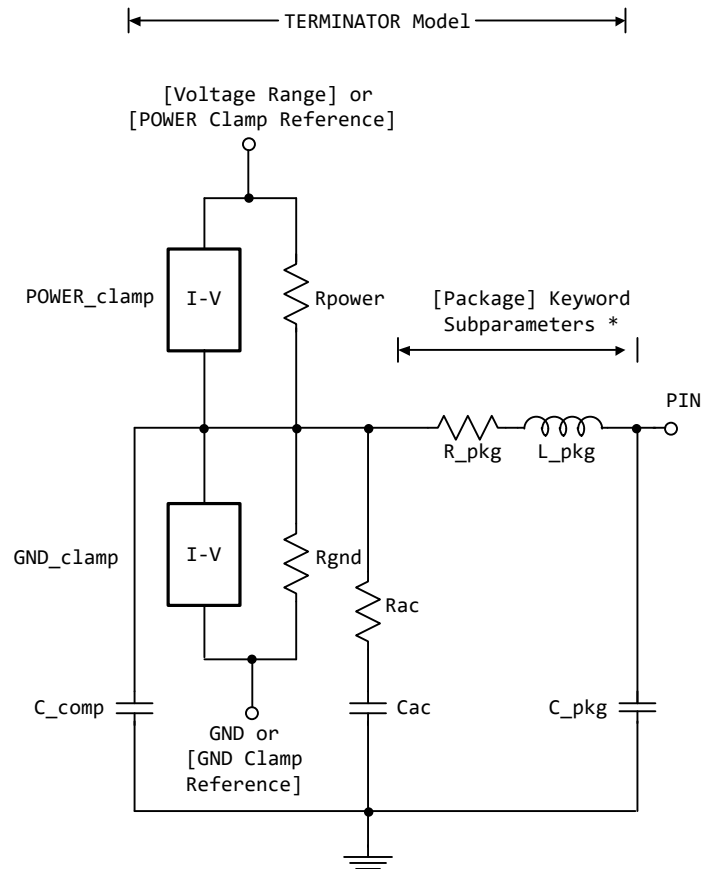 TERMINATOR Model
[Voltage Range] or
[POWER Clamp Reference]
POWER_clamp
I-V
Rpower
[Package] Keyword
Subparameters *
PIN
R_pkg
L_pkg
GND_clamp
I-V
Rgnd
Rac
C_comp
Cac
C_pkg
GND or
[GND Clamp
Reference]